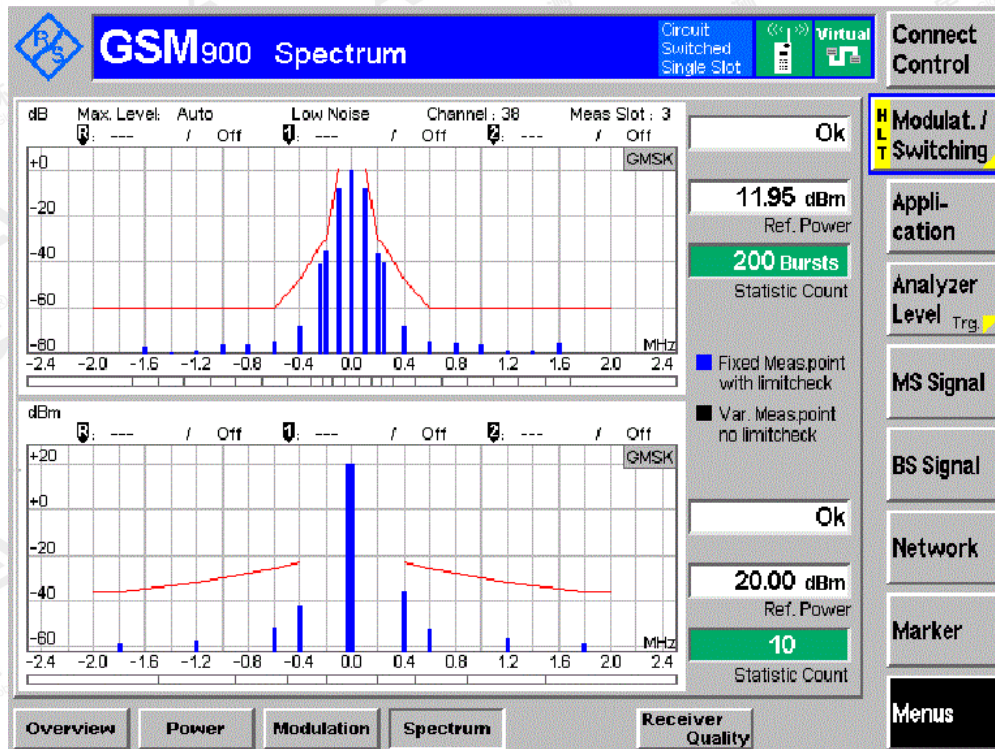 R&S
GSM900 Spectrum
Circuit
Switched
Single Slot
Virtual
Connect
Control
dB Max. Level: Auto Low Noise Channel : 38 Meas Slot : 3
R: --- / Off 1: --- / Off 2: --- / Off
GMSK
+0
-20
-40
-60
-80
MHz
-2.4 -2.0 -1.6 -1.2 -0.8 -0.4 0.0 0.4 0.8 1.2 1.6 2.0 2.4
Ok
11.95 dBm
Ref. Power
200 Bursts
Statistic Count
Fixed Meas.point
with limitcheck
Var. Meas.point
no limitcheck
dBm
R: --- / Off 1: --- / Off 2: --- / Off
GMSK
+20
+0
-20
-40
-60
MHz
-2.4 -2.0 -1.6 -1.2 -0.8 -0.4 0.0 0.4 0.8 1.2 1.6 2.0 2.4
Ok
20.00 dBm
Ref. Power
10
Statistic Count
HLT
Modulat. /
Switching
Appli-
cation
Analyzer
Level Trg.
MS Signal
BS Signal
Network
Marker
Menus
Overview
Power
Modulation
Spectrum
Receiver
Quality